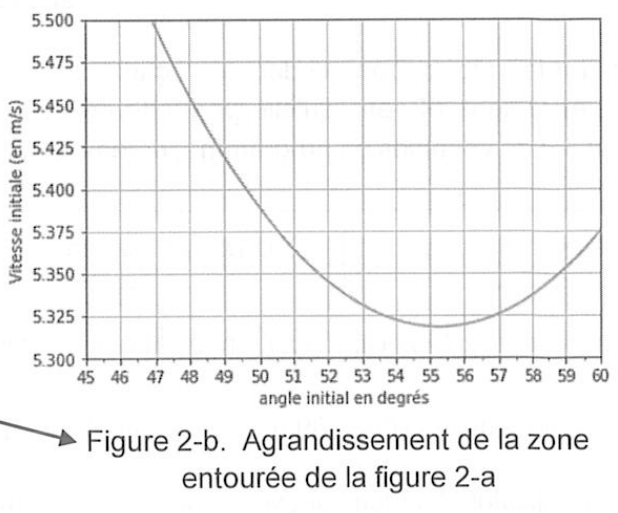 5.500
5.475
5.450
5.425
5.400
5.375
5.350
5.325
5.300
Vitesse initiale (en m/s)
45 46 47 48 49 50 51 52 53 54 55 56 57 58 59 60
angle initial en degrés
Figure 2-b. Agrandissement de la zone
entourée de la figure 2-a